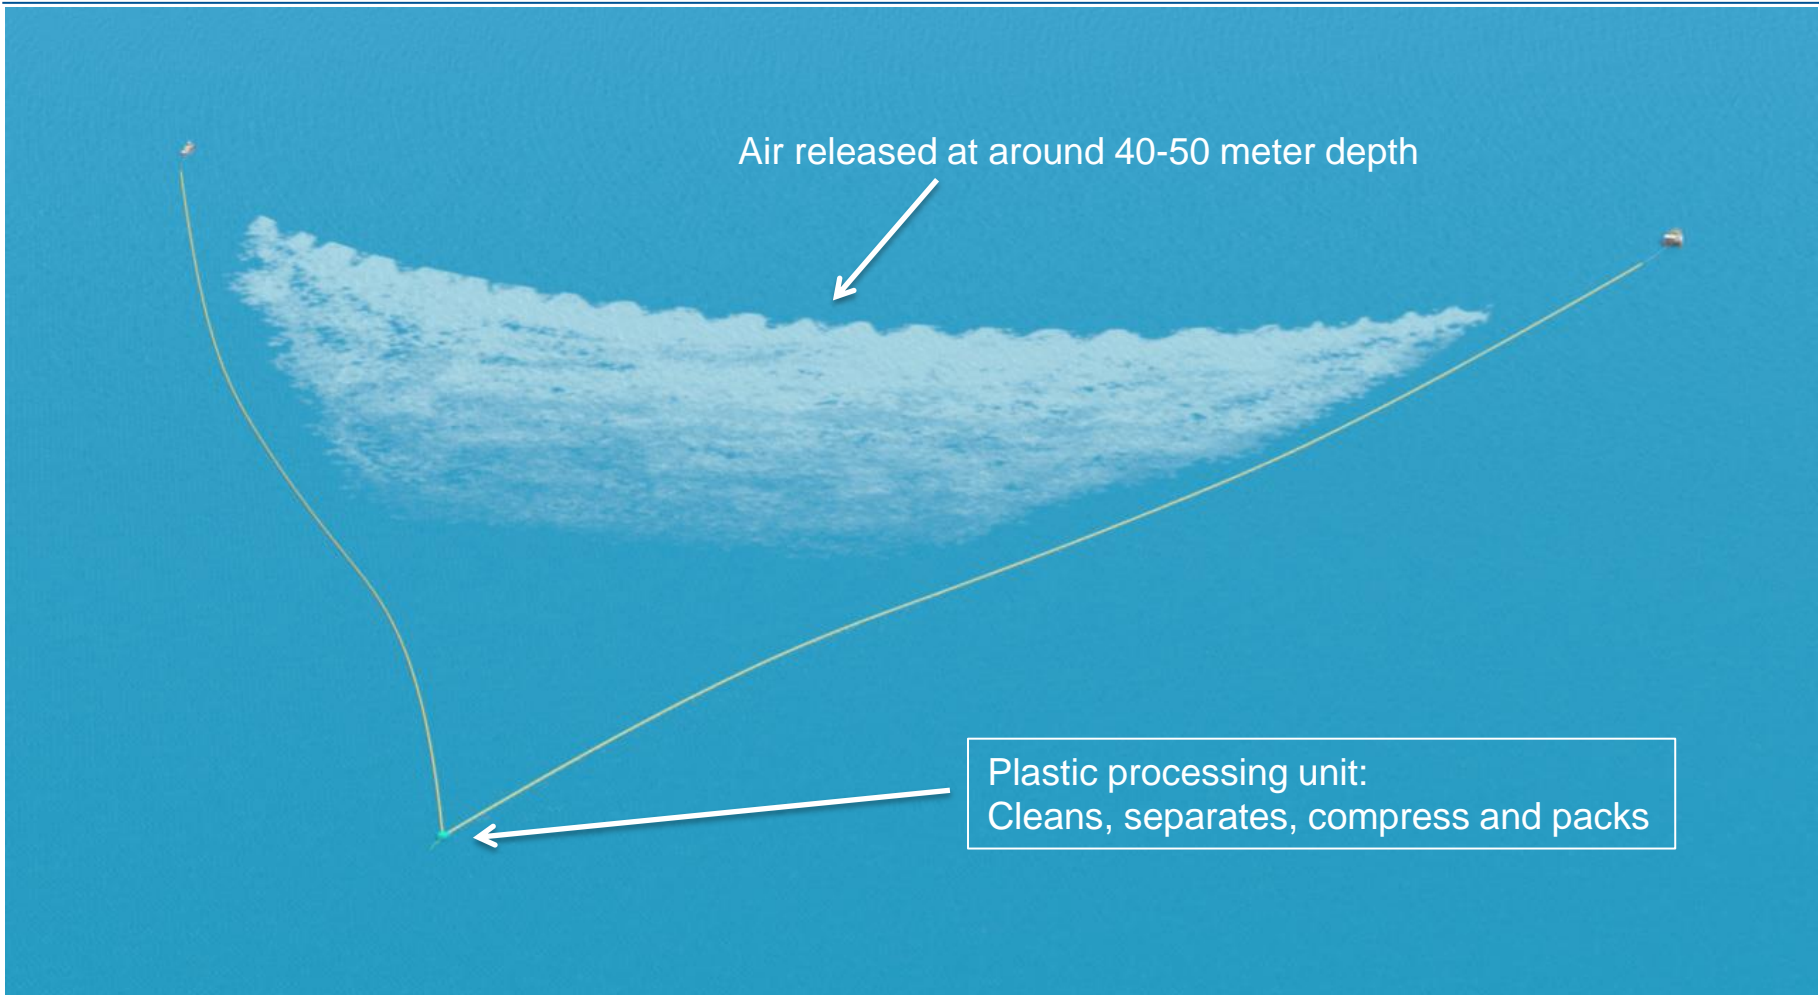 Air released at around 40-50 meter depth
Plastic processing unit:
Cleans, separates, compress and packs